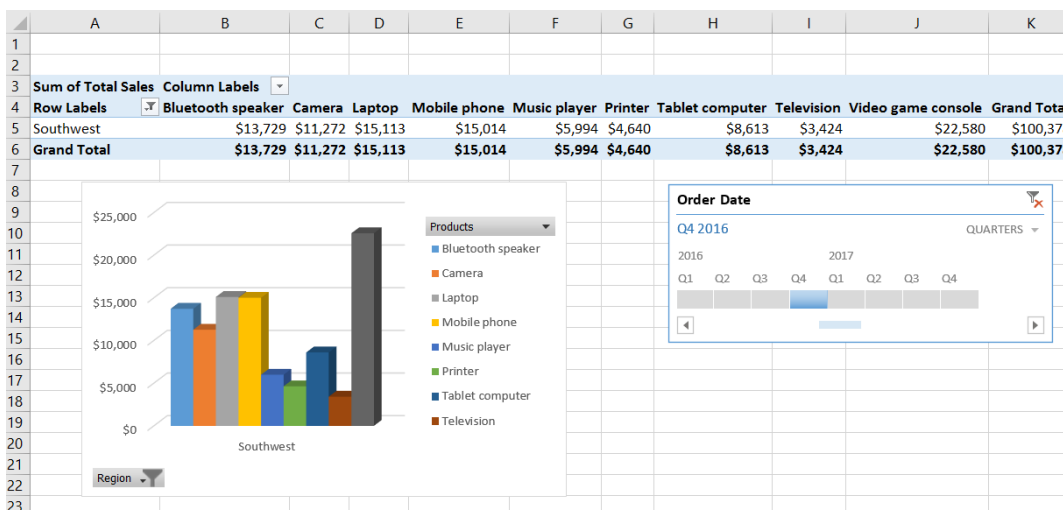 A B C D E F G H I J K
1
2
3 Sum of Total Sales Column Labels
4 Row Labels Bluetooth speaker Camera Laptop Mobile phone Music player Printer Tablet computer Television Video game console Grand Tota
5 Southwest $13,729 $11,272 $15,113 $15,014 $5,994 $4,640 $8,613 $3,424 $22,580 $100,37
6 Grand Total $13,729 $11,272 $15,113 $15,014 $5,994 $4,640 $8,613 $3,424 $22,580 $100,37
7
8
9
10
11
12
13
14
15
16
17
18
19
20
21
22
23
$25,000
$20,000
$15,000
$10,000
$5,000
$0
Southwest
Region
Products
Bluetooth speaker
Camera
Laptop
Mobile phone
Music player
Printer
Tablet computer
Television
Order Date
Q4 2016 QUARTERS
2016 2017
Q1 Q2 Q3 Q4 Q1 Q2 Q3 Q4